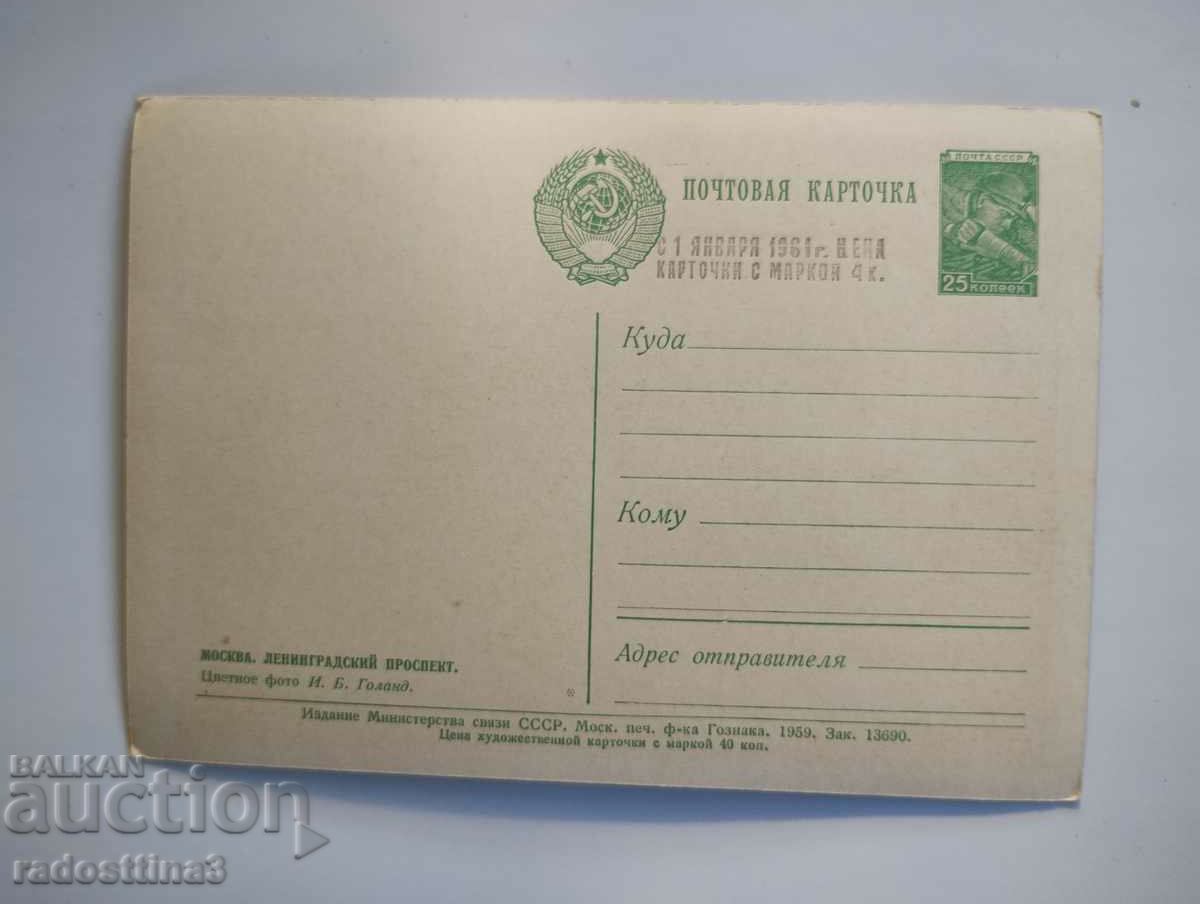 ПОЧТА СССР
ПОЧТОВАЯ КАРТОЧКА
С 1 ЯНВАРЯ 1961 г. ЦЕНА
КАРТОЧКИ С МАРКОЙ 4 к.
25 копеек
Куда
Кому
Адрес отправителя
МОСКВА. ЛЕНИНГРАДСКИЙ ПРОСПЕКТ.
Цветное фото И. Б. Голанд.
Издание Министерства связи СССР. Моск. печ. ф-ка Гознака. 1959. Зак. 13690.
Цена художественной карточки с маркой 40 коп.
BALKAN
auction
radosttina3